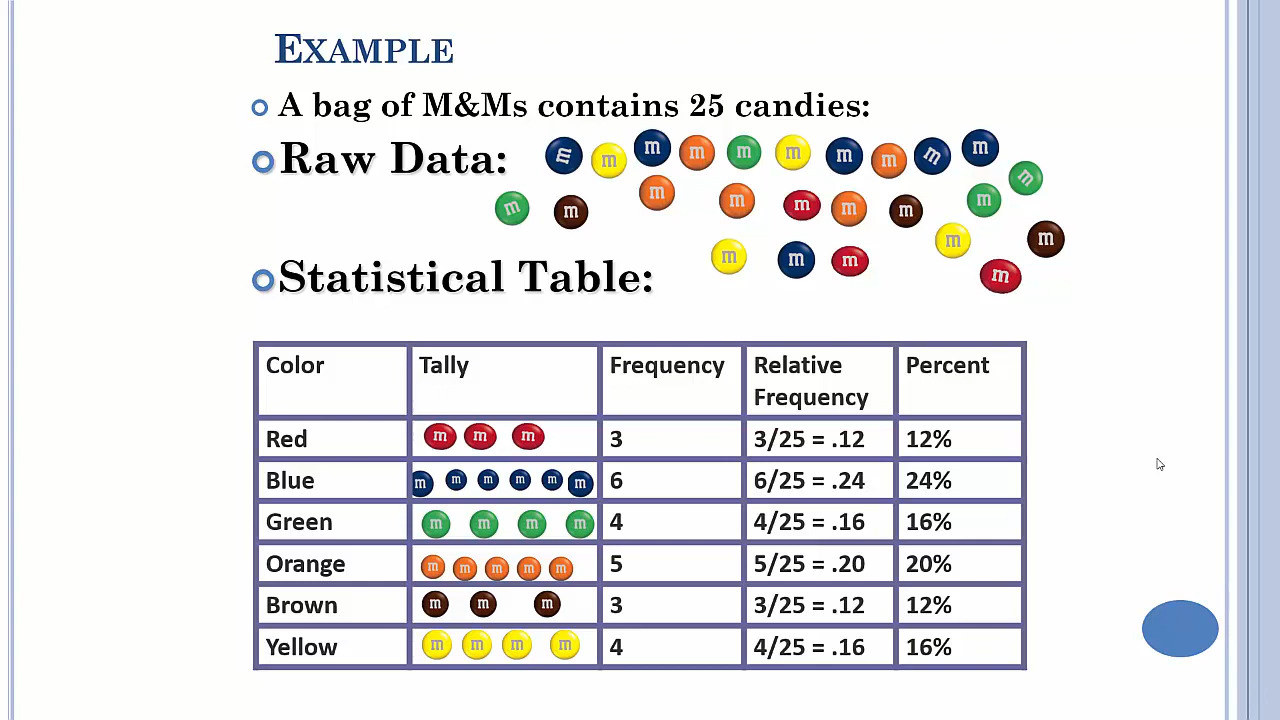 EXAMPLE
A bag of M&Ms contains 25 candies:
Raw Data:
m m m m m m m m m m
m m m m m m m m m m
m m m m m
Statistical Table:
Color Tally Frequency Relative Frequency Percent
Red m m m 3 3/25 = .12 12%
Blue m m m m m m 6 6/25 = .24 24%
Green m m m m 4 4/25 = .16 16%
Orange m m m m m 5 5/25 = .20 20%
Brown m m m 3 3/25 = .12 12%
Yellow m m m m 4 4/25 = .16 16%